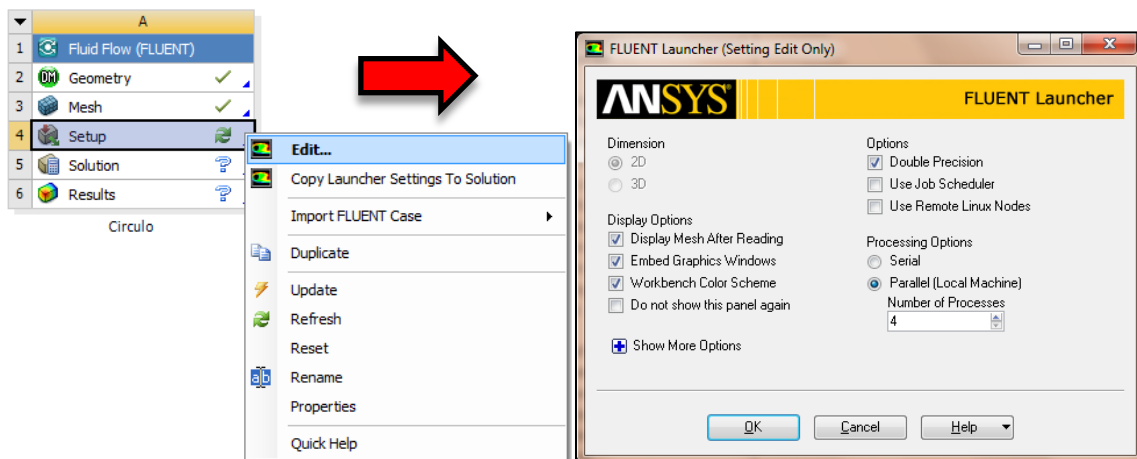 A
1 Fluid Flow (FLUENT)
2 DM Geometry
3 Mesh
4 Setup
5 Solution ?
6 Results ?
Circulo
Edit...
Copy Launcher Settings To Solution
Import FLUENT Case
Duplicate
Update
Refresh
Reset
ab Rename
Properties
Quick Help
FLUENT Launcher (Setting Edit Only)
ANSYS® FLUENT Launcher
Dimension
2D
3D
Display Options
Display Mesh After Reading
Embed Graphics Windows
Workbench Color Scheme
Do not show this panel again
Show More Options
Options
Double Precision
Use Job Scheduler
Use Remote Linux Nodes
Processing Options
Serial
Parallel (Local Machine)
Number of Processes
4
OK Cancel Help